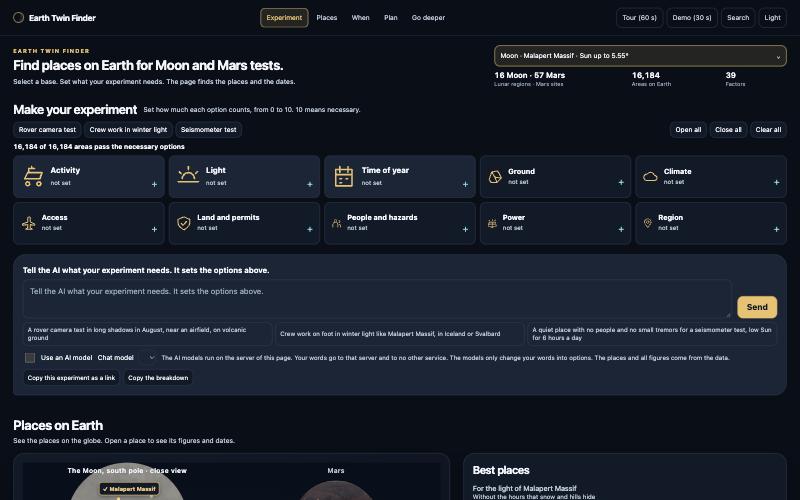 Earth Twin Finder
Experiment
Places
When
Plan
Go deeper
Tour (60 s)
Demo (30 s)
Search
Light
EARTH TWIN FINDER
Find places on Earth for Moon and Mars tests.
Select a base. Set what your experiment needs. The page finds the places and the dates.
Moon · Malapert Massif · Sun up to 5.55°
16 Moon · 57 Mars
Lunar regions · Mars sites
16,184
Areas on Earth
39
Factors
Make your experiment
Set how much each option counts, from 0 to 10. 10 means necessary.
Rover camera test
Crew work in winter light
Seismometer test
Open all
Close all
Clear all
16,184 of 16,184 areas pass the necessary options
Activity
not set
+
Light
not set
+
Time of year
not set
+
Ground
not set
+
Climate
not set
+
Access
not set
+
Land and permits
not set
+
People and hazards
not set
+
Power
not set
+
Region
not set
+
Tell the AI what your experiment needs. It sets the options above.
Tell the AI what your experiment needs. It sets the options above.
Send
A rover camera test in long shadows in August, near an airfield, on volcanic
ground
Crew work on foot in winter light like Malapert Massif, in Iceland or Svalbard
A quiet place with no people and no small tremors for a seismometer test, low Sun
for 6 hours a day
Use an AI model
Chat model
The AI models run on the server of this page. Your words go to that server and to no other service. The models only change your words into options. The places and all figures come from the data.
Copy this experiment as a link
Copy the breakdown
Places on Earth
See the places on the globe. Open a place to see its figures and dates.
The Moon, south pole · close view
✓ Malapert Massif
Mars
Best places
For the light of Malapert Massif
Without the hours that snow and hills hide